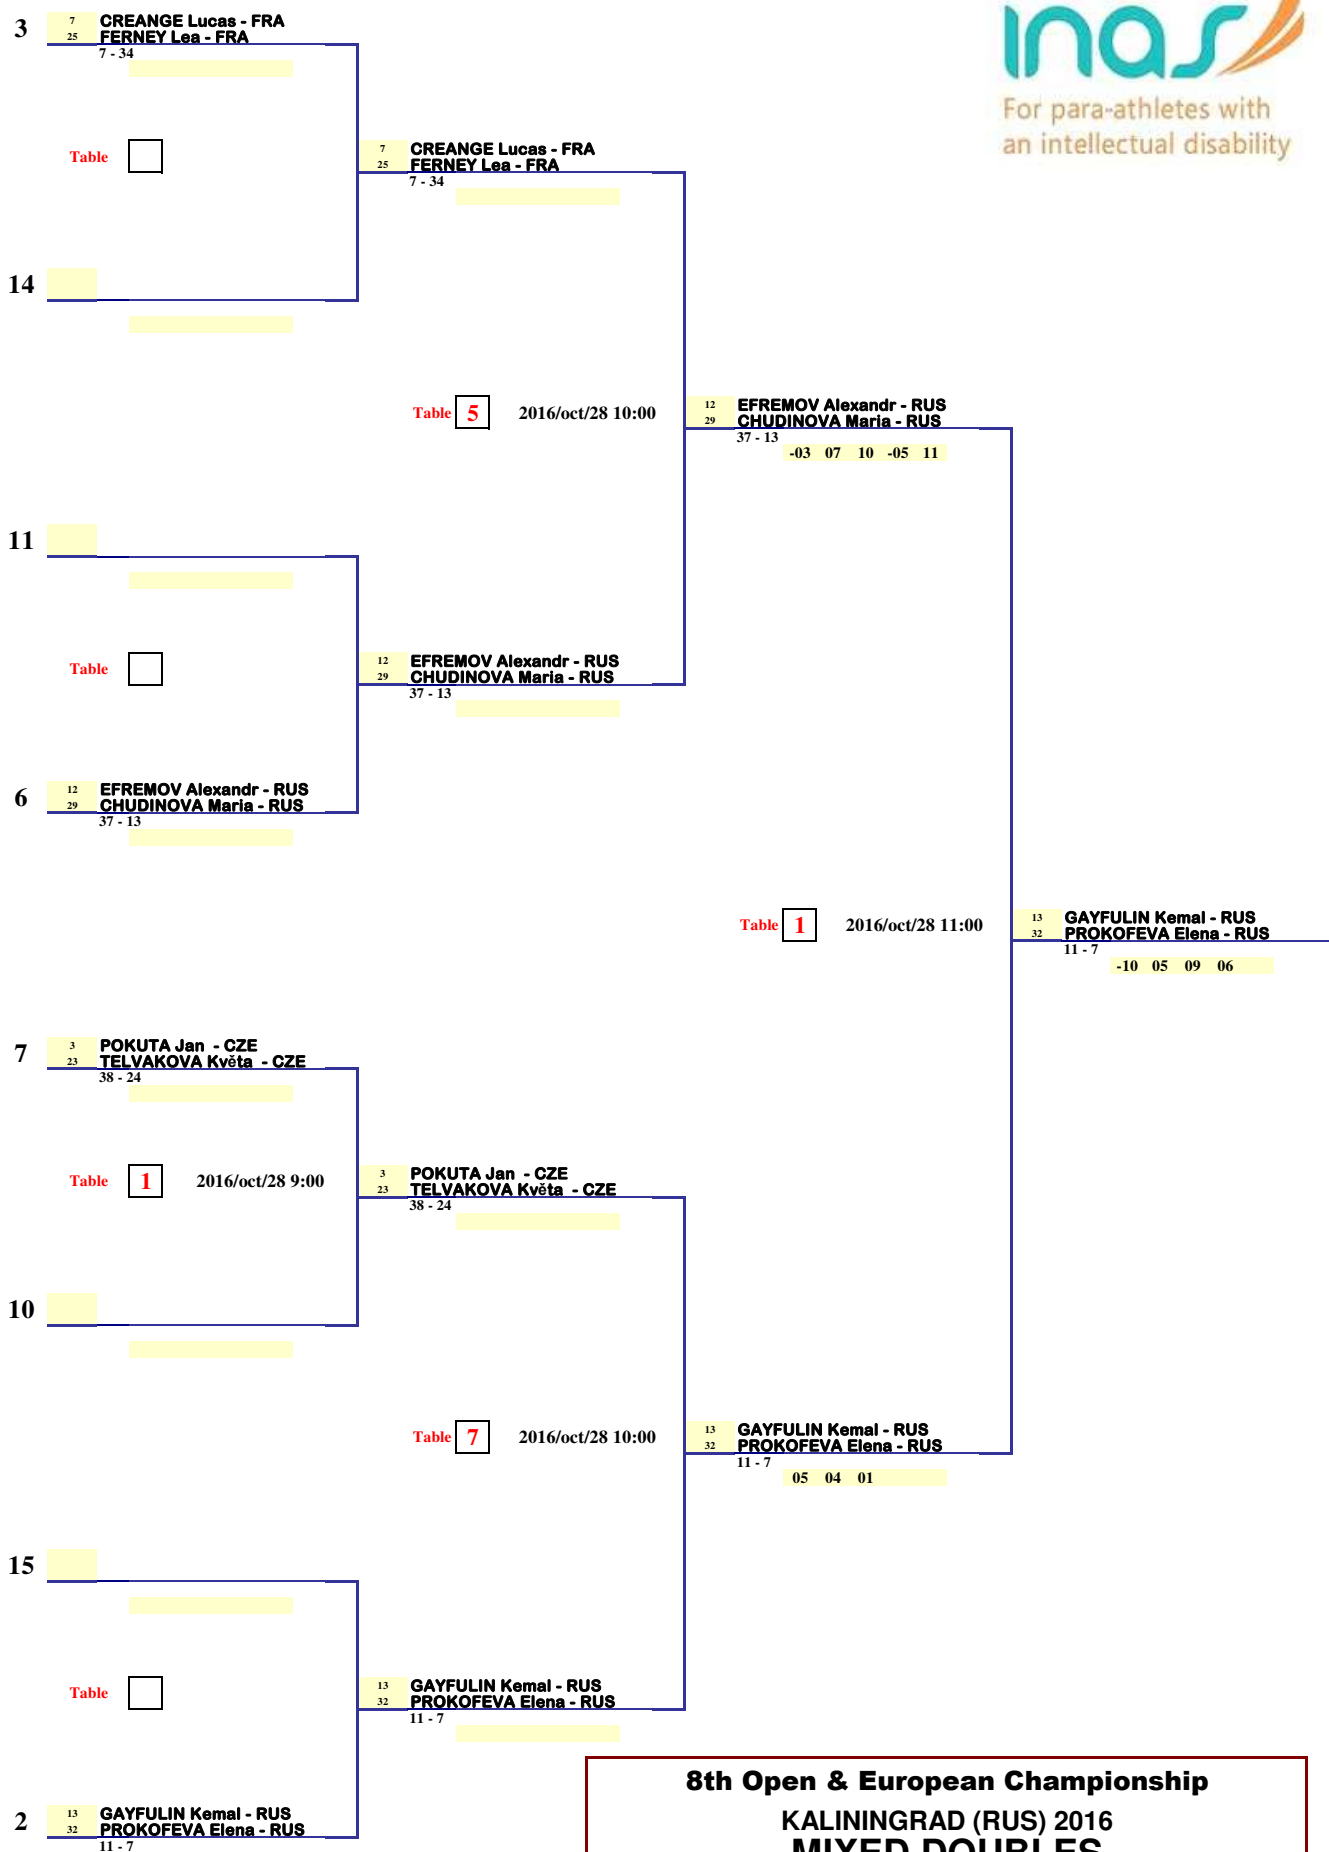 inas
For para-athletes with
an intellectual disability
3
7 CREANGE Lucas - FRA
25 FERNEY Lea - FRA
7 - 34
Table
7 CREANGE Lucas - FRA
25 FERNEY Lea - FRA
7 - 34
14
Table 5 2016/oct/28 10:00
12 EFREMOV Alexandr - RUS
29 CHUDINOVA Maria - RUS
37 - 13
-03 07 10 -05 11
11
Table
12 EFREMOV Alexandr - RUS
29 CHUDINOVA Maria - RUS
37 - 13
6
12 EFREMOV Alexandr - RUS
29 CHUDINOVA Maria - RUS
37 - 13
Table 1 2016/oct/28 11:00
13 GAYFULIN Kemal - RUS
32 PROKOFEVA Elena - RUS
11 - 7
-10 05 09 06
7
3 POKUTA Jan - CZE
23 TELVAKOVA Květa - CZE
38 - 24
Table 1 2016/oct/28 9:00
3 POKUTA Jan - CZE
23 TELVAKOVA Květa - CZE
38 - 24
10
Table 7 2016/oct/28 10:00
13 GAYFULIN Kemal - RUS
32 PROKOFEVA Elena - RUS
11 - 7
05 04 01
15
Table
13 GAYFULIN Kemal - RUS
32 PROKOFEVA Elena - RUS
11 - 7
2
13 GAYFULIN Kemal - RUS
32 PROKOFEVA Elena - RUS
11 - 7
8th Open & European Championship
KALININGRAD (RUS) 2016
MIXED DOUBLES